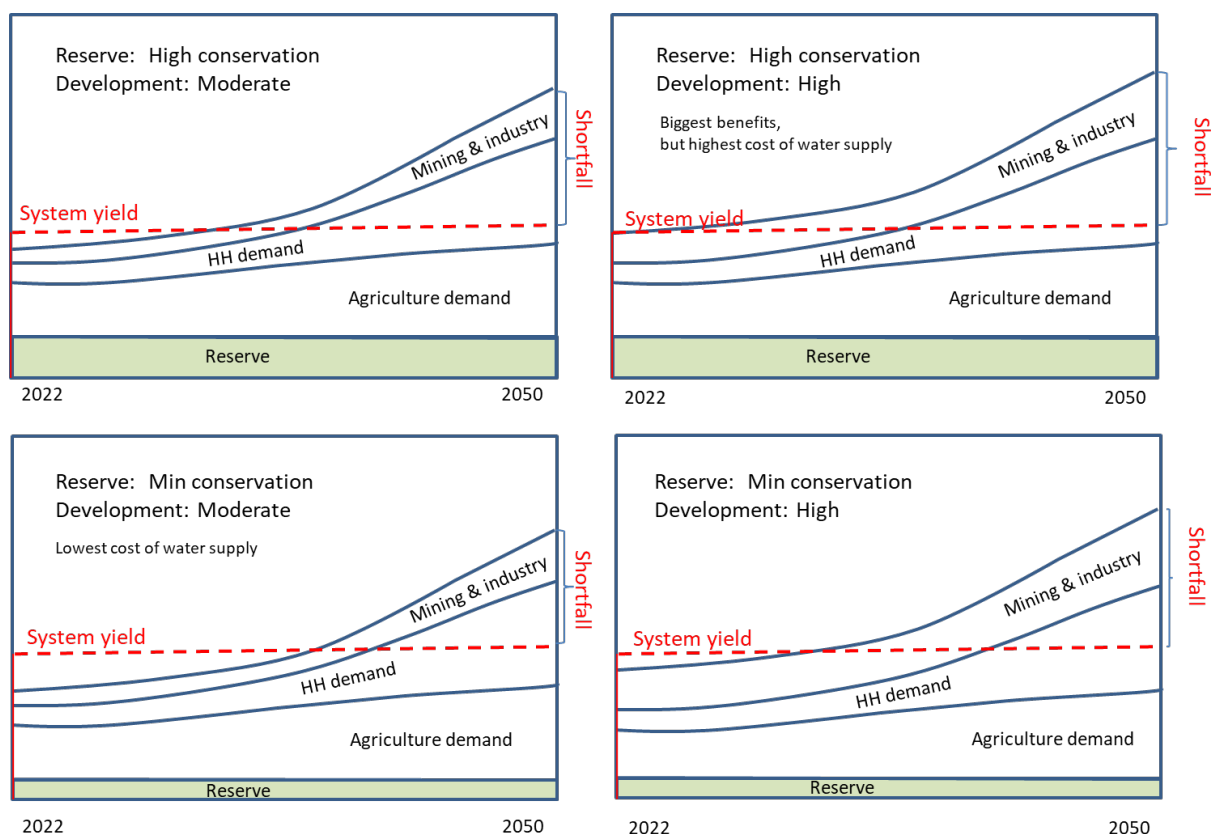 Reserve: High conservation
Development: Moderate
Shortfall
Mining & industry
System yield
HH demand
Agriculture demand
Reserve
2022
2050
Reserve: High conservation
Development: High
Biggest benefits,
but highest cost of water supply
Shortfall
Mining & industry
System yield
HH demand
Agriculture demand
Reserve
2022
2050
Reserve: Min conservation
Development: Moderate
Lowest cost of water supply
Shortfall
Mining & industry
System yield
HH demand
Agriculture demand
Reserve
2022
2050
Reserve: Min conservation
Development: High
Shortfall
Mining & industry
System yield
HH demand
Agriculture demand
Reserve
2022
2050